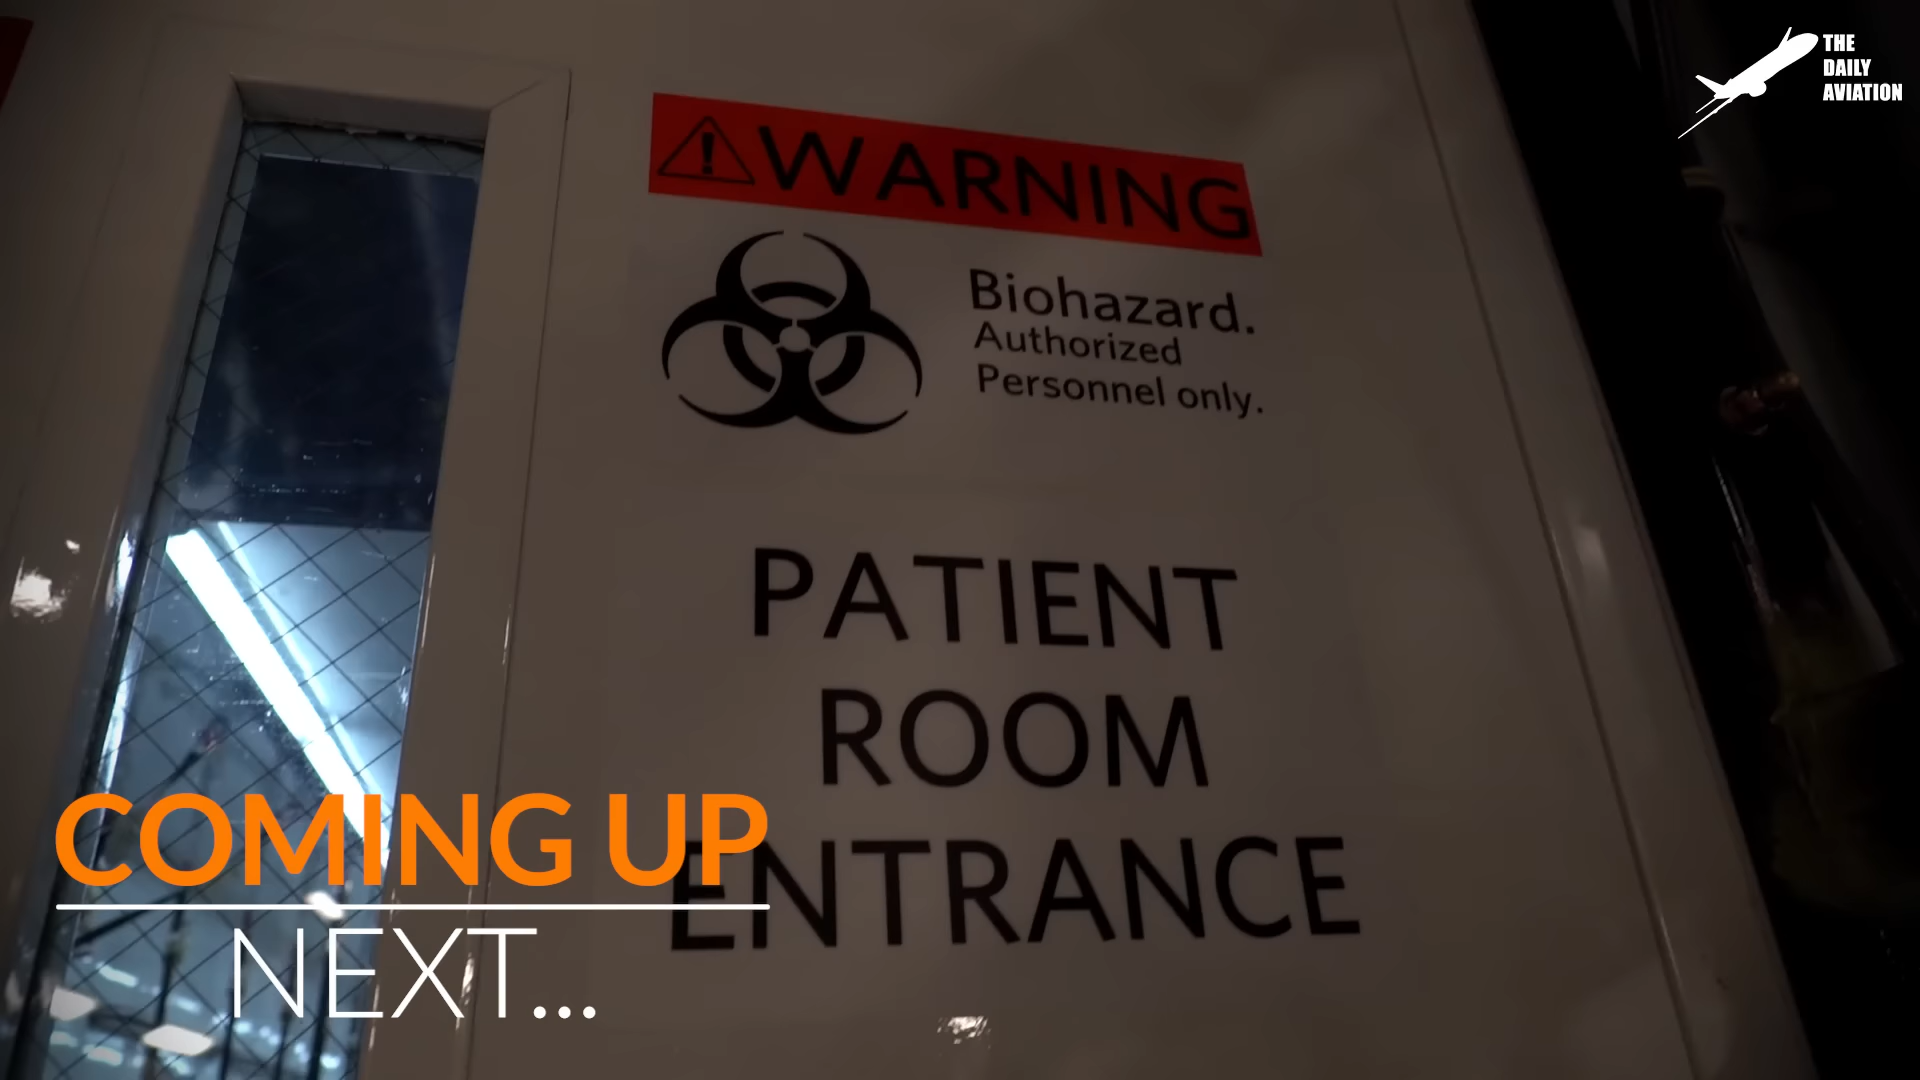 THE
DAILY
AVIATION
WARNING
Biohazard.
Authorized
Personnel only.
PATIENT
ROOM
ENTRANCE
COMING UP
NEXT...